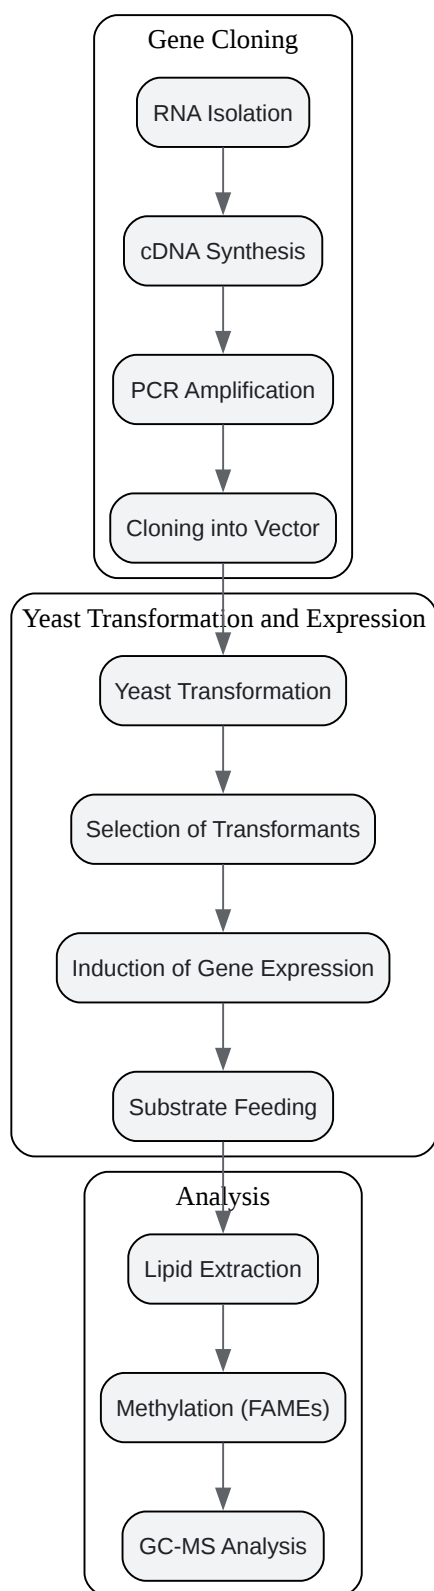 Gene Cloning
RNA Isolation
cDNA Synthesis
PCR Amplification
Cloning into Vector
Yeast Transformation and Expression
Yeast Transformation
Selection of Transformants
Induction of Gene Expression
Substrate Feeding
Analysis
Lipid Extraction
Methylation (FAMEs)
GC-MS Analysis